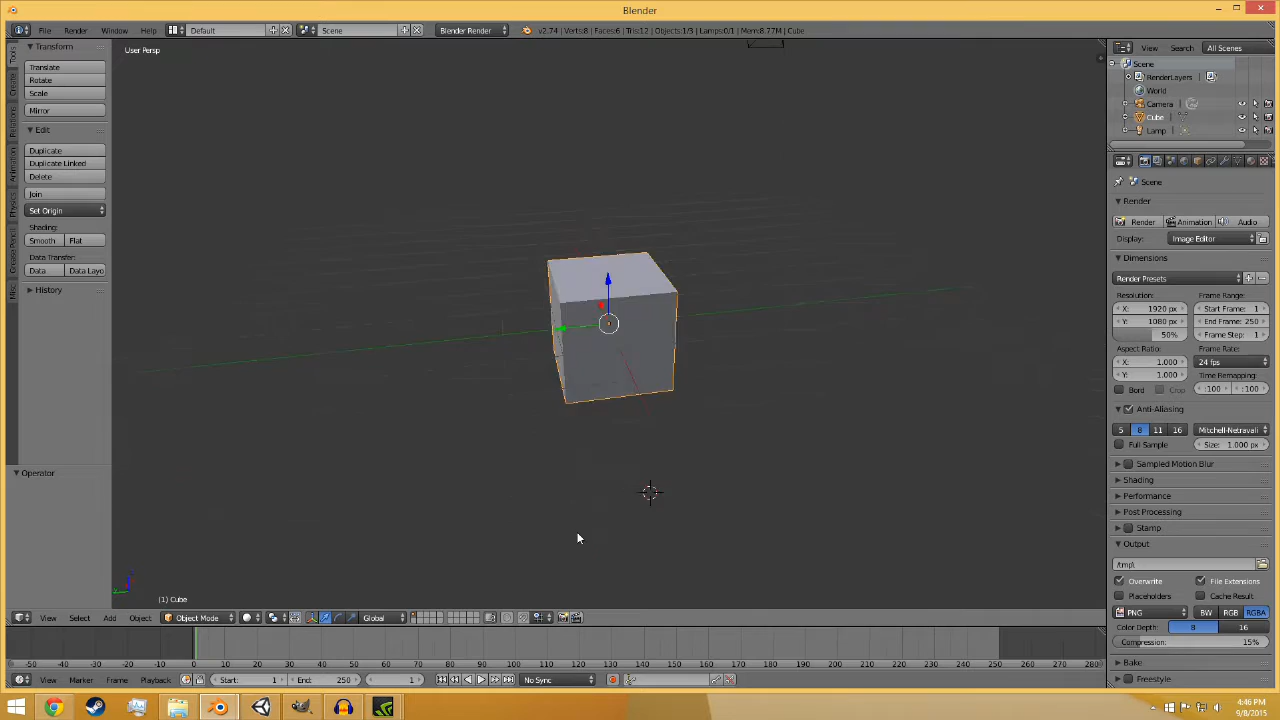 Blender
File Render Window Help Default Scene Blender Render v2.74 | Verts:8 | Faces:6 | Tris:12 | Objects:1/3 | Lamps:0/1 | Mem:8.77M | Cube
Transform
Translate
Rotate
Scale
Mirror
Edit
Duplicate
Duplicate Linked
Delete
Join
Set Origin
Shading:
Smooth Flat
Data Transfer:
Data Data Layo
History
Operator
Tools
Create
Relations
Animation
Physics
Grease Pencil
Misc
User Persp
(1) Cube
View Search All Scenes
Scene
RenderLayers
World
Camera
Cube
Lamp
Scene
Render
Render Animation Audio
Display: Image Editor
Dimensions
Render Presets
Resolution: Frame Range:
X: 1920 px Start Frame: 1
Y: 1080 px End Frame: 250
50% Frame Step: 1
Aspect Ratio: Frame Rate:
X: 1.000 24 fps
Y: 1.000 Time Remapping:
Bord Crop :100 :100
Anti-Aliasing
5 8 11 16 Mitchell-Netravali
Full Sample Size: 1.000 px
Sampled Motion Blur
Shading
Performance
Post Processing
Stamp
Output
/tmp\
Overwrite File Extensions
Placeholders Cache Result
PNG BW RGB RGBA
Color Depth: 8 16
Compression: 15%
Bake
Freestyle
View Select Add Object Object Mode Global
-50 -40 -30 -20 -10 0 10 20 30 40 50 60 70 80 90 100 110 120 130 140 150 160 170 180 190 200 210 220 230 240 250 260 270 280
View Marker Frame Playback Start: 1 End: 250 1 No Sync
4:46 PM
9/8/2015